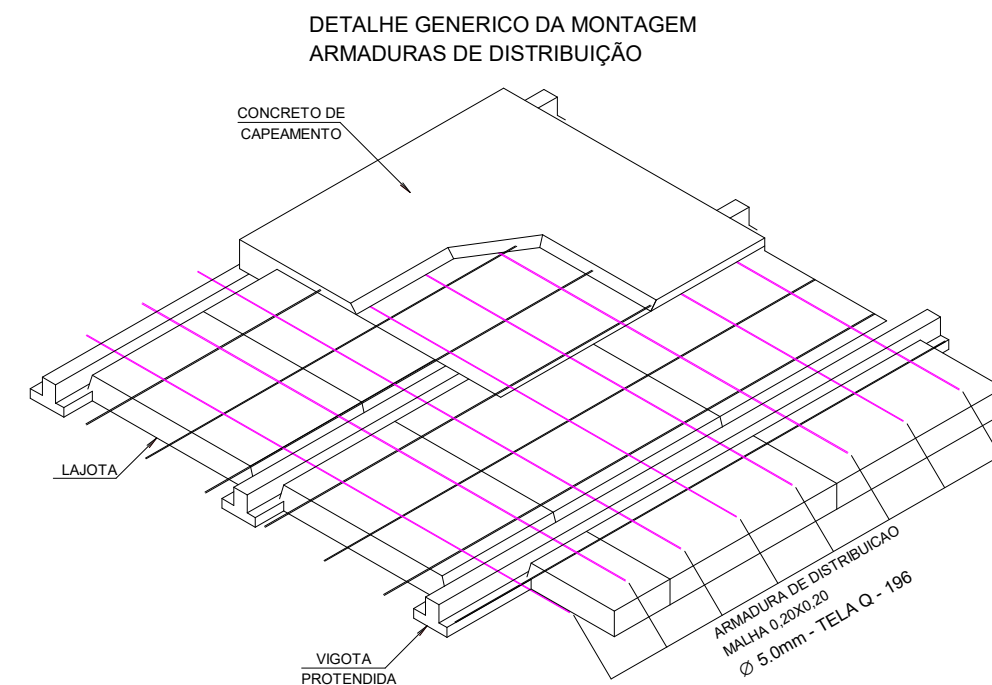 DETALHE GENERICO DA MONTAGEM
ARMADURAS DE DISTRIBUIÇÃO
CONCRETO DE
CAPEAMENTO
LAJOTA
ARMADURA DE DISTRIBUICAO
MALHA 0,20X0,20
Ø 5.0mm - TELA Q - 196
VIGOTA
PROTENDIDA